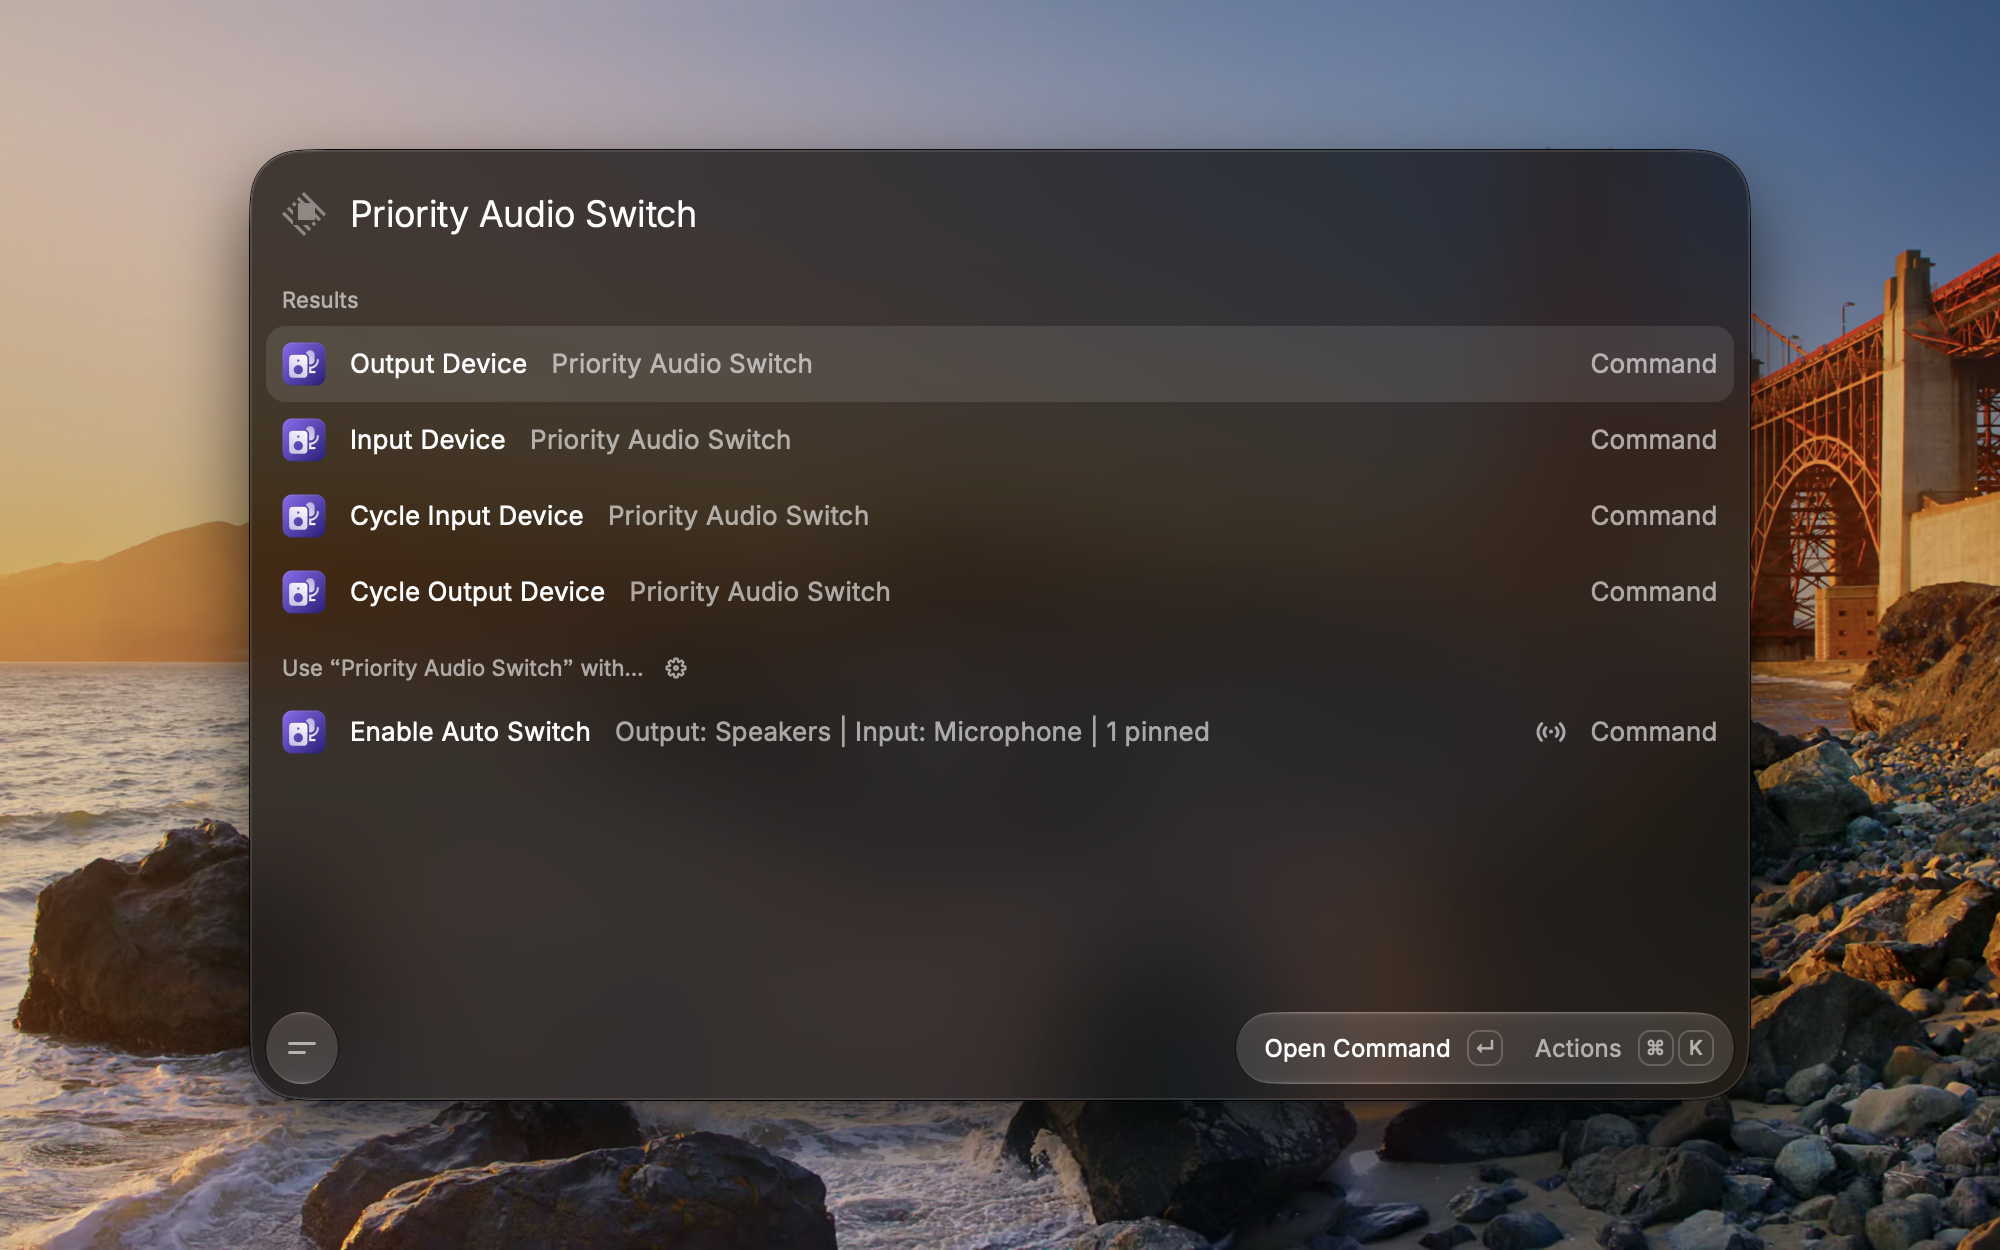 Priority Audio Switch
Results
Output Device Priority Audio Switch Command
Input Device Priority Audio Switch Command
Cycle Input Device Priority Audio Switch Command
Cycle Output Device Priority Audio Switch Command
Use “Priority Audio Switch” with...
Enable Auto Switch Output: Speakers | Input: Microphone | 1 pinned Command
Open Command ↵ Actions ⌘ K